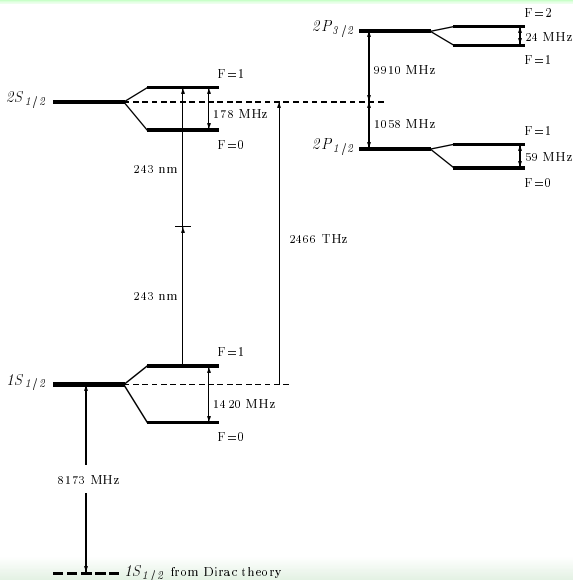 F=2
2P3/2
24 MHz
F=1
9910 MHz
F=1
2S1/2
178 MHz
1058 MHz
F=1
F=0
2P1/2
59 MHz
243 nm
F=0
2466 THz
243 nm
F=1
1S1/2
1420 MHz
F=0
8173 MHz
1S1/2 from Dirac theory